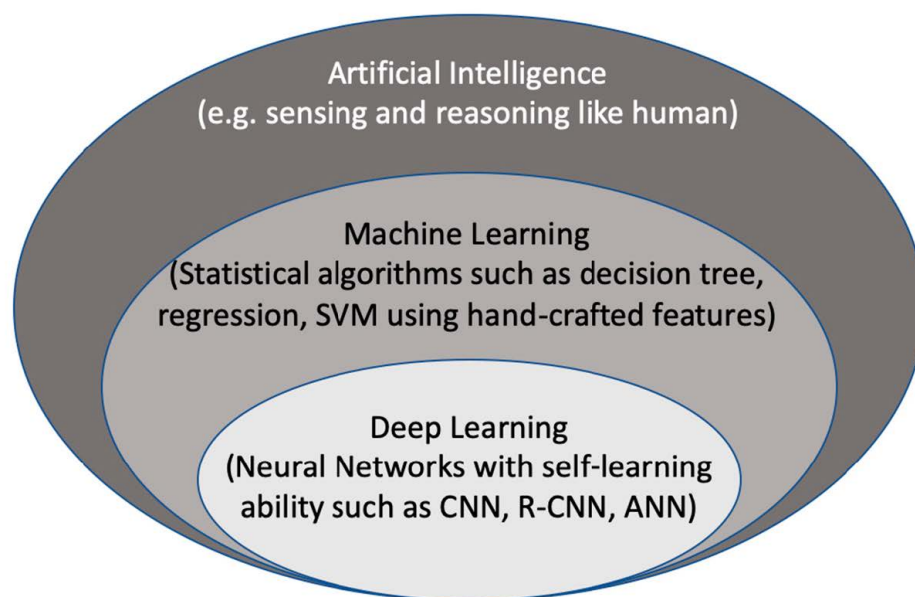 Artificial Intelligence
(e.g. sensing and reasoning like human)
Machine Learning
(Statistical algorithms such as decision tree,
regression, SVM using hand-crafted features)
Deep Learning
(Neural Networks with self-learning
ability such as CNN, R-CNN, ANN)